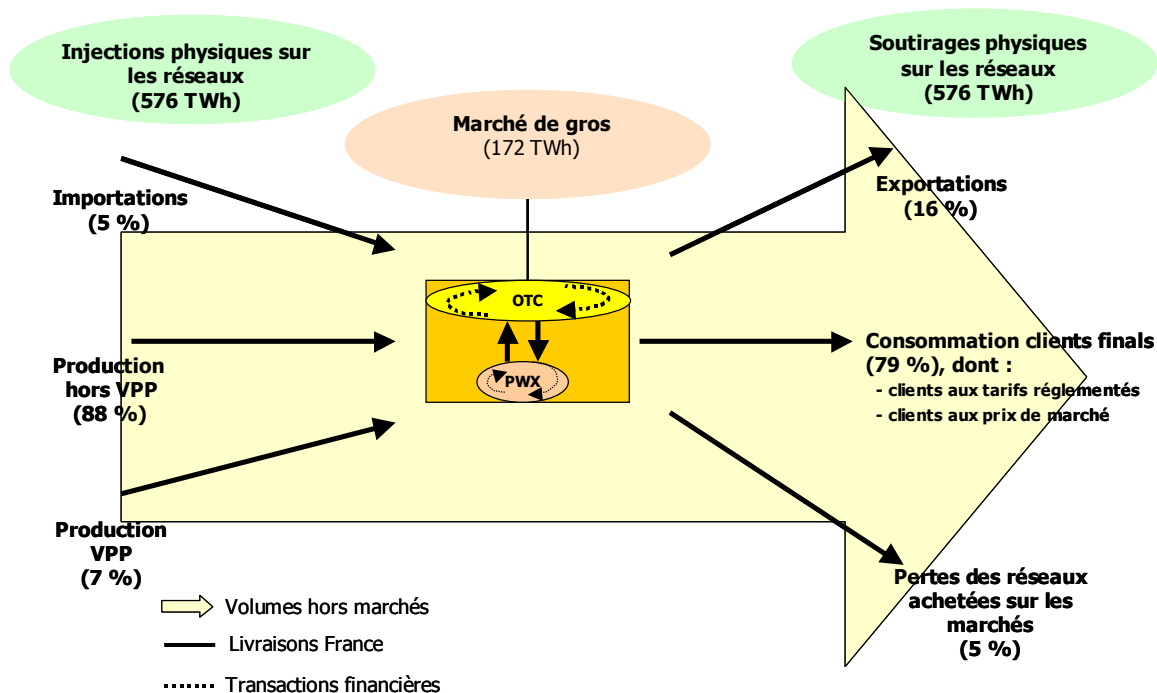 Injections physiques sur
les réseaux
(576 TWh)
Soutirages physiques
sur les réseaux
(576 TWh)
Marché de gros
(172 TWh)
Importations
(5 %)
Exportations
(16 %)
OTC
PWX
Production
hors VPP
(88 %)
Consommation clients finals
(79 %), dont :
- clients aux tarifs réglementés
- clients aux prix de marché
Production
VPP
(7 %)
Pertes des réseaux
achetées sur les
marchés
(5 %)
Volumes hors marchés
Livraisons France
Transactions financières